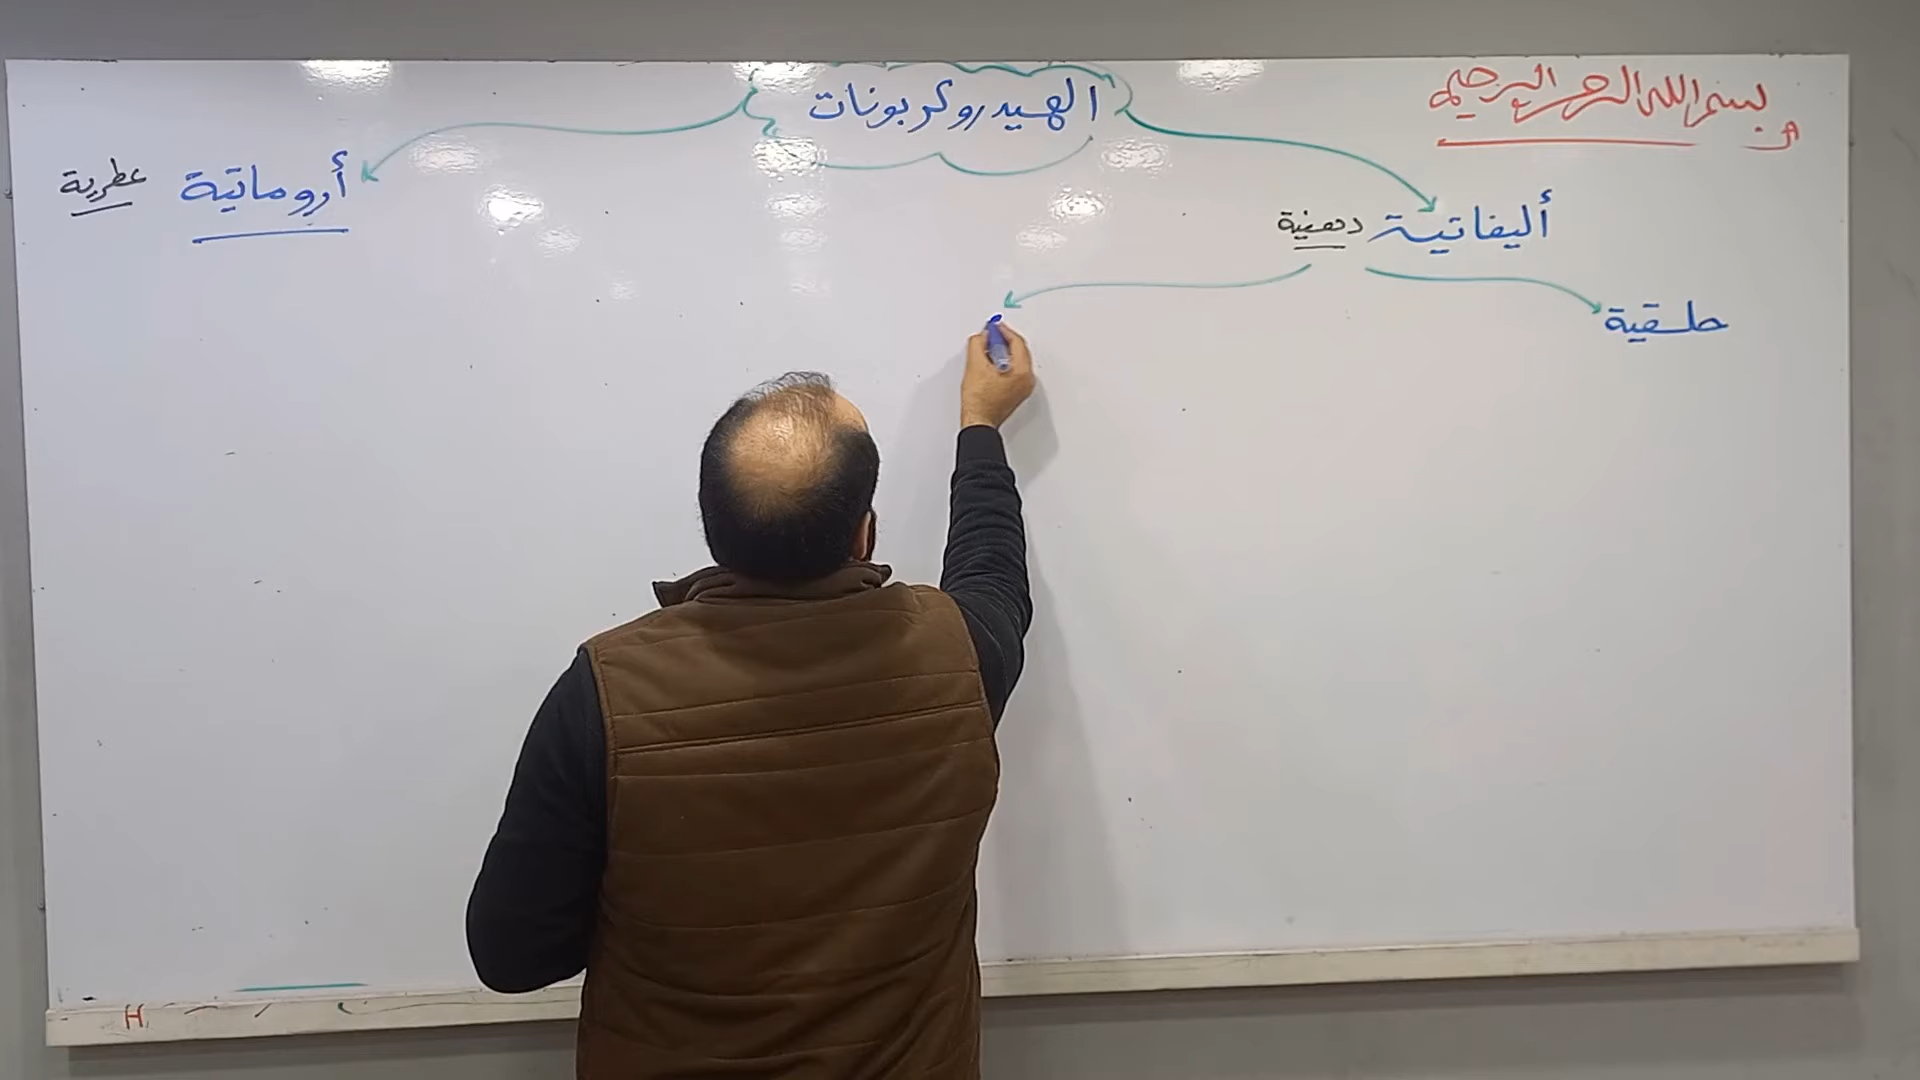 بسم الله الرحمن الرحيم
الهيدروكربونات
أليفاتية دهنية
أروماتية عطرية
حلقية
H